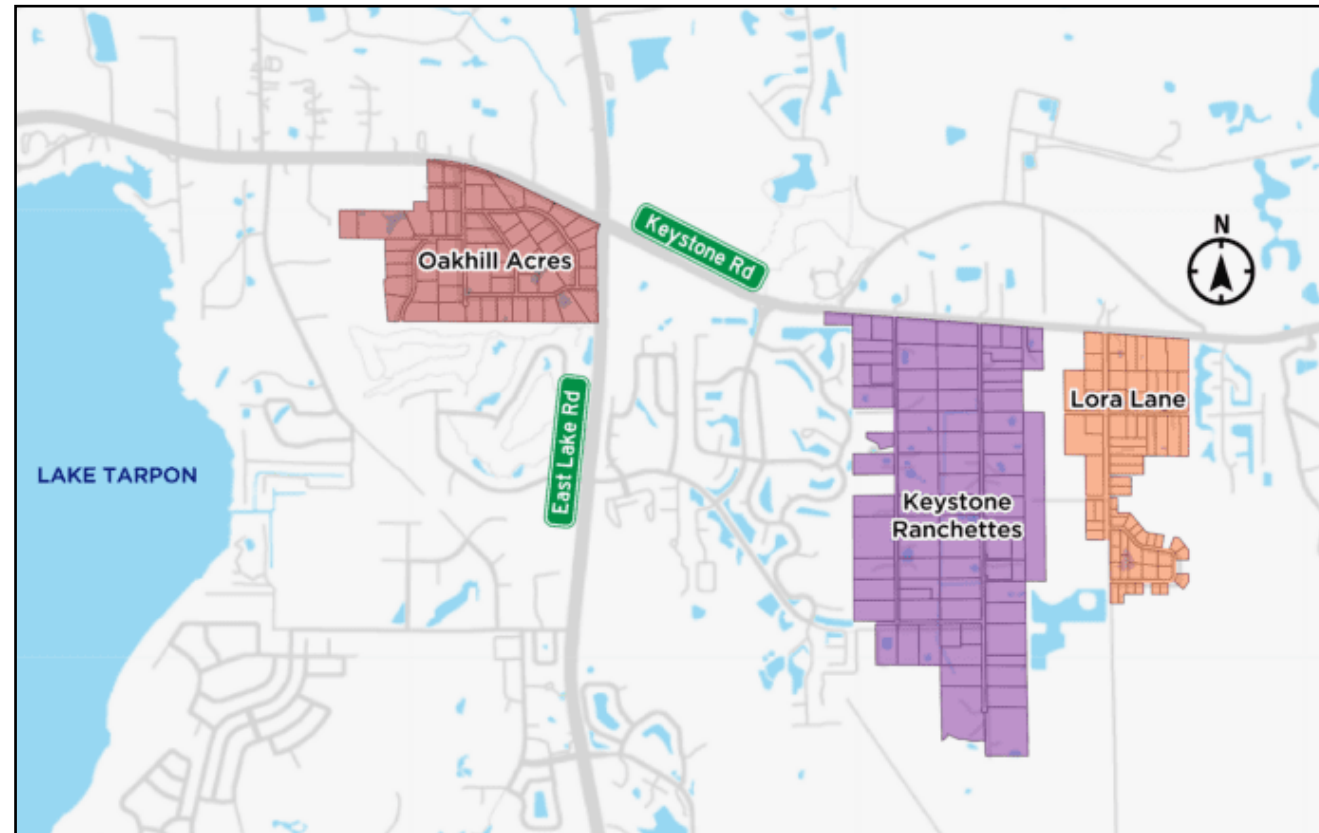 N
Keystone Rd
Oakhill Acres
East Lake Rd
Lora Lane
LAKE TARPON
Keystone
Ranchettes